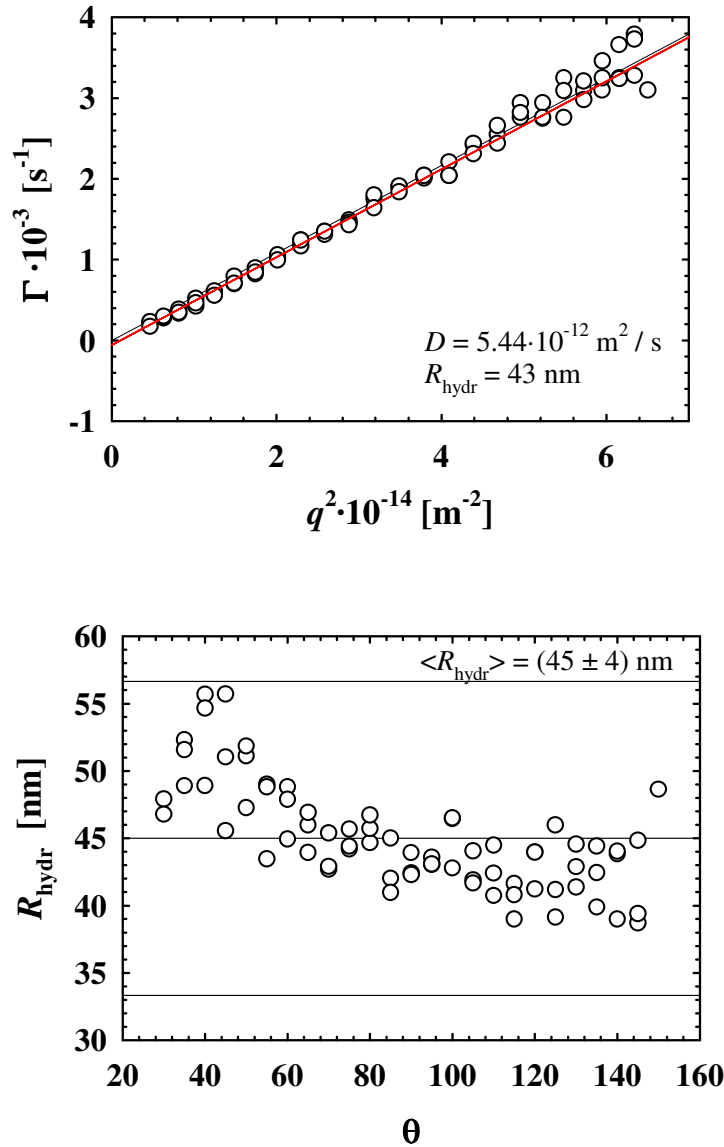 4
3
2
1
0
-1
Γ·10⁻³ [s⁻¹]
D = 5.44·10⁻¹² m² / s
R_hydr = 43 nm
0 2 4 6
q²·10⁻¹⁴ [m⁻²]
60
55
50
45
40
35
30
R_hydr [nm]
<R_hydr> = (45 ± 4) nm
20 40 60 80 100 120 140 160
θ